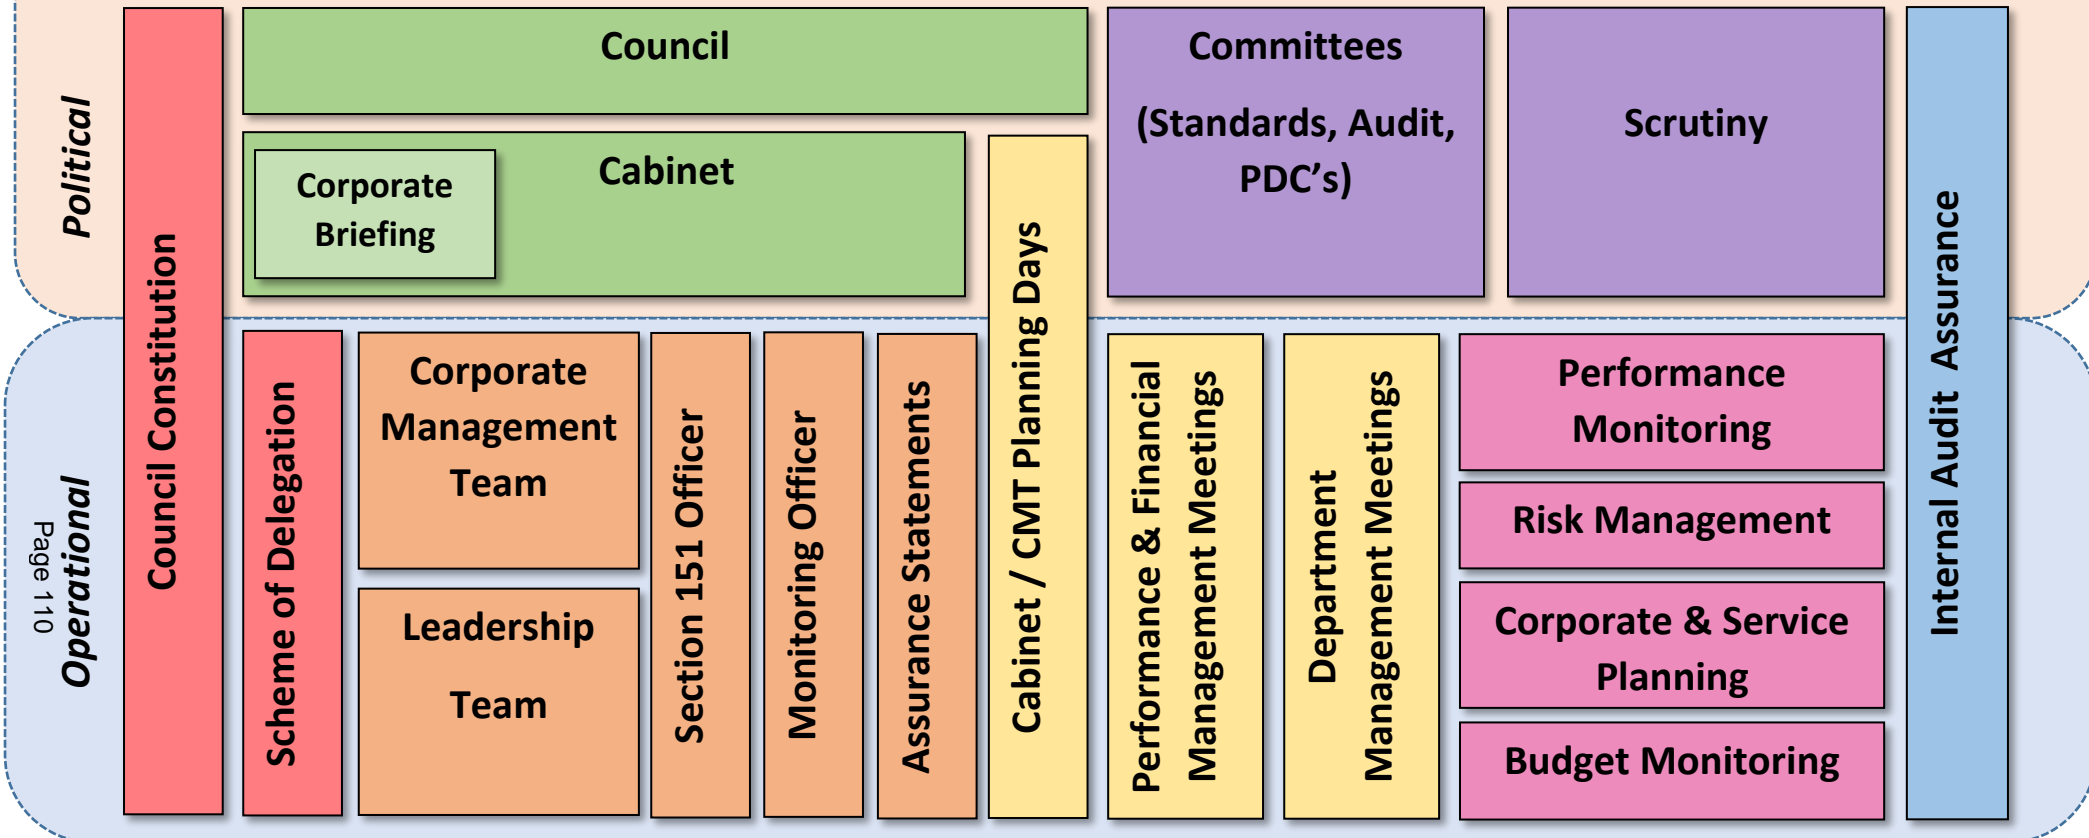 Political
Council Constitution
Council
Cabinet
Corporate
Briefing
Cabinet / CMT Planning Days
Committees
(Standards, Audit,
PDC’s)
Scrutiny
Internal Audit Assurance
Operational
Page 110
Scheme of Delegation
Corporate
Management
Team
Leadership
Team
Section 151 Officer
Monitoring Officer
Assurance Statements
Performance & Financial
Management Meetings
Department
Management Meetings
Performance
Monitoring
Risk Management
Corporate & Service
Planning
Budget Monitoring